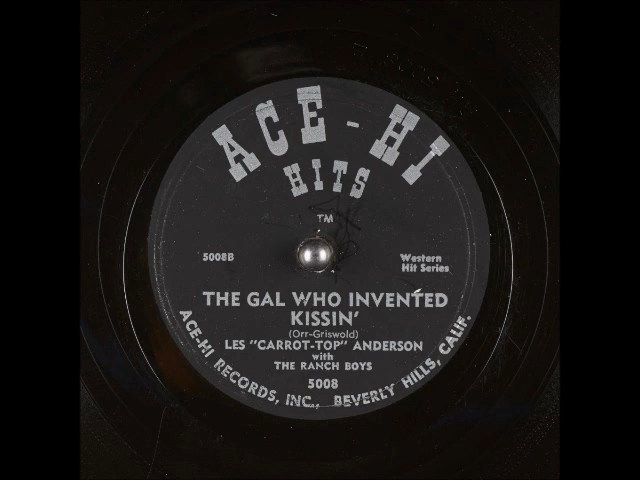 ACE-HI
HITS
TM
5008B
Western
Hit Series
THE GAL WHO INVENTED
KISSIN'
(Orr-Griswold)
LES "CARROT-TOP" ANDERSON
with
THE RANCH BOYS
5008
ACE-HI RECORDS, INC., BEVERLY HILLS, CALIF.